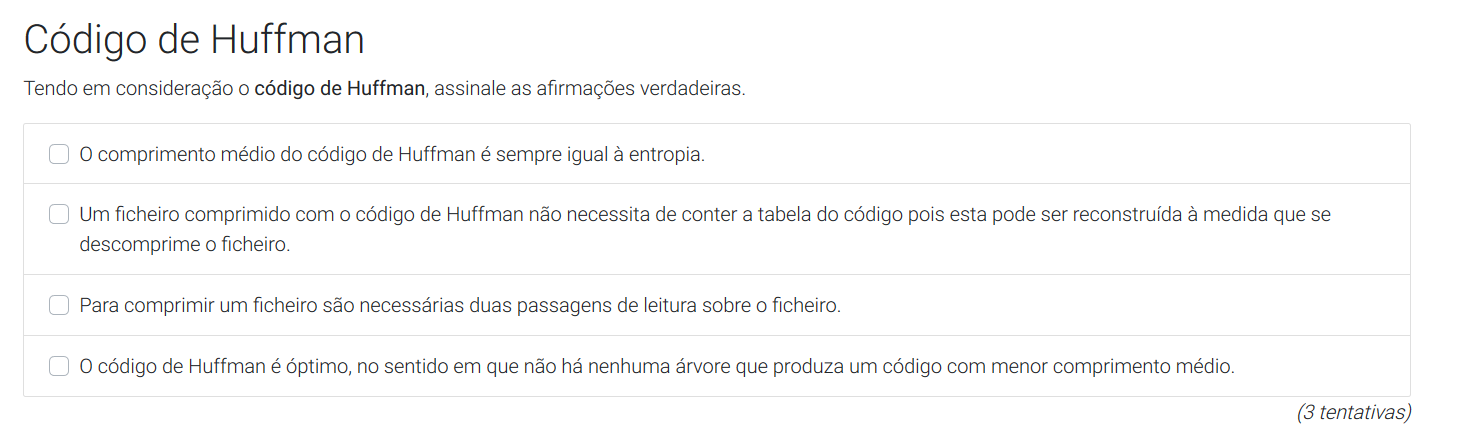 Código de Huffman
Tendo em consideração o código de Huffman, assinale as afirmações verdadeiras.
O comprimento médio do código de Huffman é sempre igual à entropia.
Um ficheiro comprimido com o código de Huffman não necessita de conter a tabela do código pois esta pode ser reconstruída à medida que se
descomprime o ficheiro.
Para comprimir um ficheiro são necessárias duas passagens de leitura sobre o ficheiro.
O código de Huffman é óptimo, no sentido em que não há nenhuma árvore que produza um código com menor comprimento médio.
(3 tentativas)